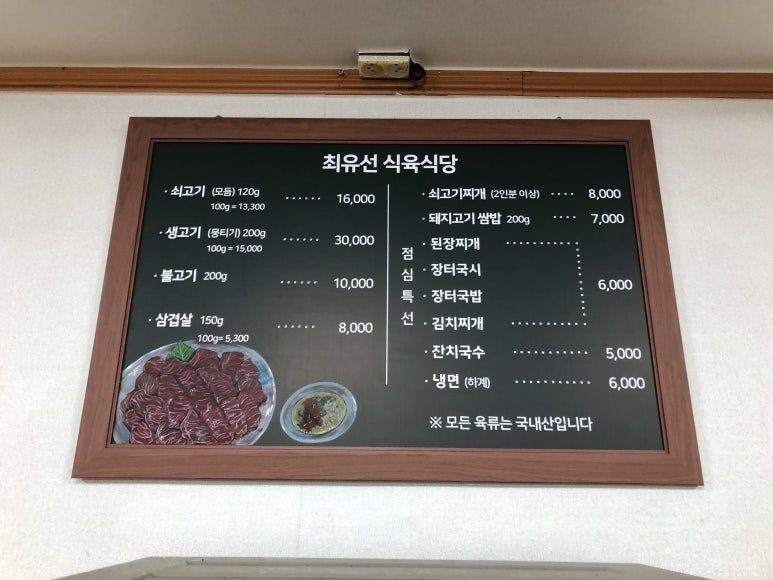 최유선 식육식당
· 쇠고기 (모듬) 120g ······ 16,000
100g = 13,300
· 생고기 (뭉티기) 200g ······ 30,000
100g = 15,000
· 불고기 200g ······ 10,000
· 삼겹살 150g ······ 8,000
100g= 5,300
점심특선
· 쇠고기찌개 (2인분 이상) ···· 8,000
· 돼지고기 쌈밥 200g ···· 7,000
· 된장찌개
· 장터국시
· 장터국밥
· 김치찌개
6,000
· 잔치국수 ············ 5,000
· 냉면 (하계) ············ 6,000
※ 모든 육류는 국내산입니다